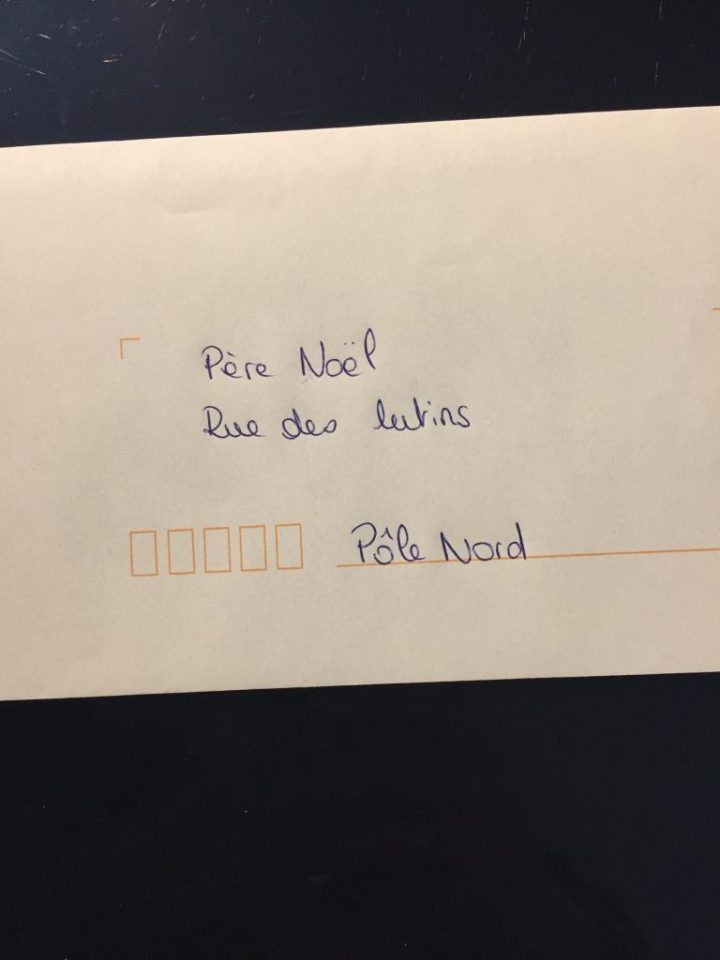 Père Noël
Rue des lutins
Pôle Nord